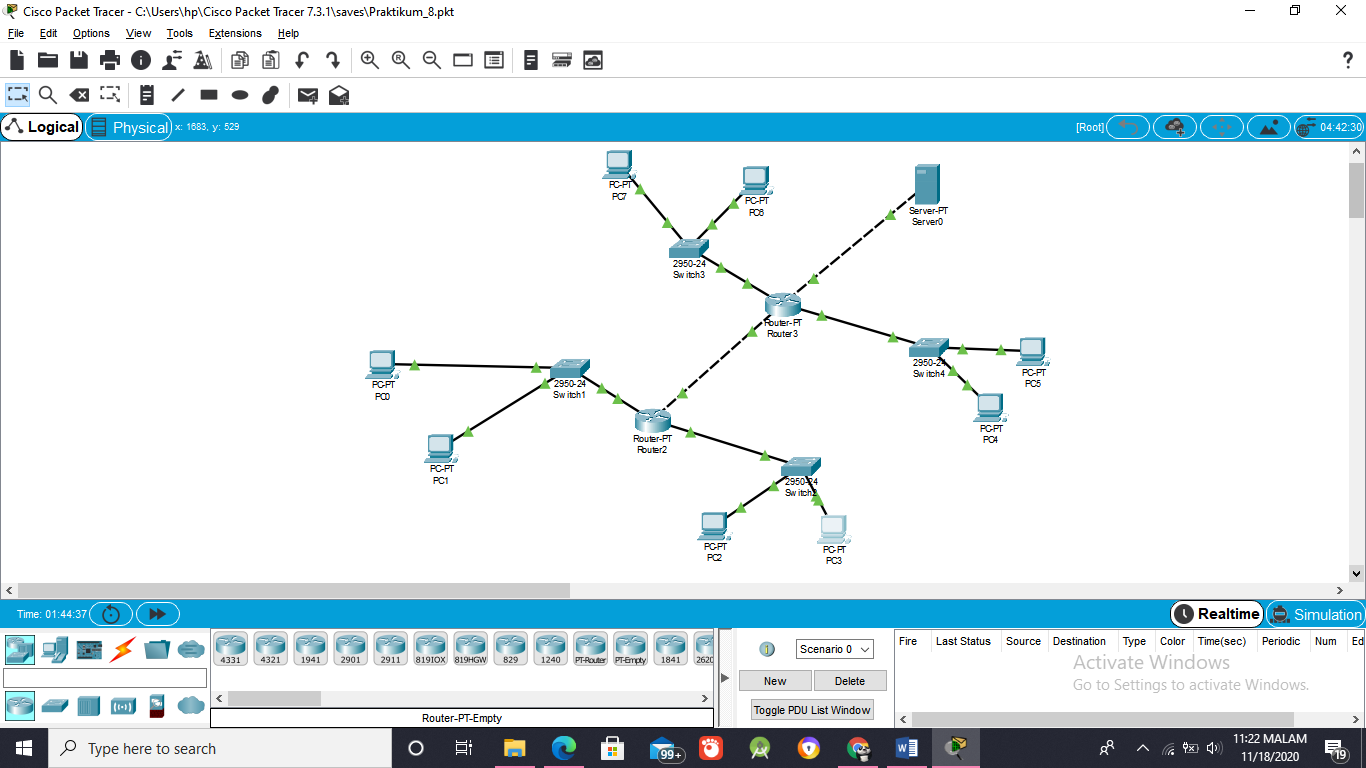 Cisco Packet Tracer - C:\Users\hp\Cisco Packet Tracer 7.3.1\saves\Praktikum_8.pkt
File Edit Options View Tools Extensions Help
?
Logical Physical x: 1683, y: 529 [Root] 04:42:30
PC-PT
PC7
PC-PT
PC6
Server-PT
Server0
2950-24
Switch3
Router-PT
Router3
PC-PT
PC0
2950-24
Switch1
2950-24
Switch4
PC-PT
PC5
PC-PT
PC4
Router-PT
Router2
PC-PT
PC1
2950-24
Switch2
PC-PT
PC2
PC-PT
PC3
Time: 01:44:37 Realtime Simulation
4331 4321 1941 2901 2911 819IOX 819HGW 829 1240 PT-Router PT-Empty 1841 2620
Router-PT-Empty
Scenario 0
New Delete
Toggle PDU List Window
Fire Last Status Source Destination Type Color Time(sec) Periodic Num Ed
Activate Windows
Go to Settings to activate Windows.
Type here to search
99+
11:22 MALAM
11/18/2020
19